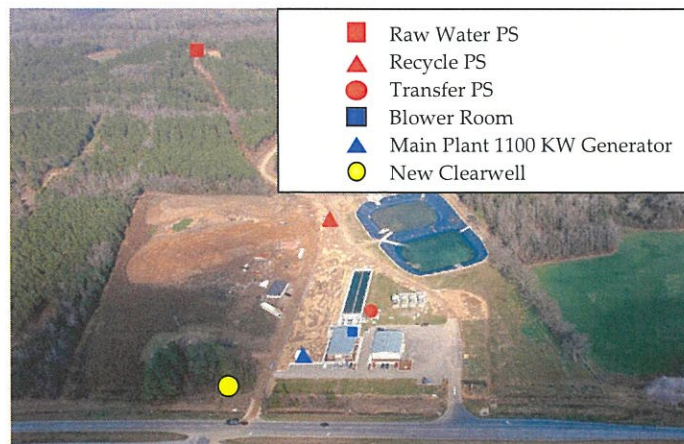 Raw Water PS
Recycle PS
Transfer PS
Blower Room
Main Plant 1100 KW Generator
New Clearwell